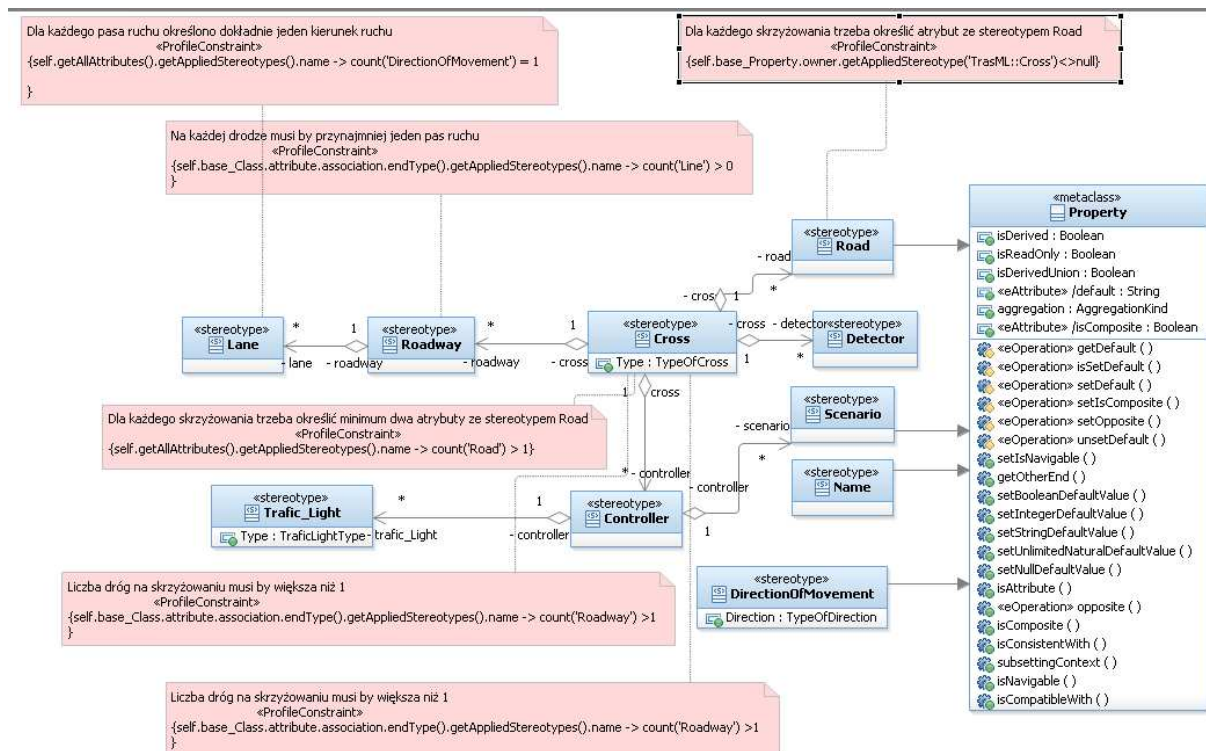 Dla każdego pasa ruchu określono dokładnie jeden kierunek ruchu
«ProfileConstraint»
{self.getAllAttributes().getAppliedStereotypes().name -> count('DirectionOfMovement') = 1
}
Dla każdego skrzyżowania trzeba określić atrybut ze stereotypem Road
«ProfileConstraint»
{self.base_Property.owner.getAppliedStereotype('TrasML::Cross')<>null}
Na każdej drodze musi by przynajmniej jeden pas ruchu
«ProfileConstraint»
{self.base_Class.attribute.association.endType().getAppliedStereotypes().name -> count('Line') > 0
}
«metaclass»
Property
isDerived : Boolean
isReadOnly : Boolean
isDerivedUnion : Boolean
«eAttribute» /default : String
aggregation : AggregationKind
«eAttribute» /isComposite : Boolean
«eOperation» getDefault ( )
«eOperation» isSetDefault ( )
«eOperation» setDefault ( )
«eOperation» setIsComposite ( )
«eOperation» setOpposite ( )
«eOperation» unsetDefault ( )
setIsNavigable ( )
getOtherEnd ( )
setBooleanDefaultValue ( )
setIntegerDefaultValue ( )
setStringDefaultValue ( )
setUnlimitedNaturalDefaultValue ( )
setNullDefaultValue ( )
isAttribute ( )
«eOperation» opposite ( )
isComposite ( )
isConsistentWith ( )
subsettingContext ( )
isNavigable ( )
isCompatibleWith ( )
«stereotype»
Road
- road
*
- cros
1
«stereotype»
Lane
*
- lane
1
- roadway
«stereotype»
Roadway
*
- roadway
1
- cross
«stereotype»
Cross
Type : TypeOfCross
- cross
1
- detector
*
«stereotype»
Detector
1
cross
* - controller
Dla każdego skrzyżowania trzeba określić minimum dwa atrybuty ze stereotypem Road
«ProfileConstraint»
{self.getAllAttributes().getAppliedStereotypes().name -> count('Road') > 1}
«stereotype»
Scenario
- scenario
*
- controller
1
«stereotype»
Name
«stereotype»
Trafic_Light
Type : TraficLightType
*
- trafic_Light
1
- controller
«stereotype»
Controller
«stereotype»
DirectionOfMovement
Direction : TypeOfDirection
Liczba dróg na skrzyżowaniu musi by większa niż 1
«ProfileConstraint»
{self.base_Class.attribute.association.endType().getAppliedStereotypes().name -> count('Roadway') >1
}
Liczba dróg na skrzyżowaniu musi by większa niż 1
«ProfileConstraint»
{self.base_Class.attribute.association.endType().getAppliedStereotypes().name -> count('Roadway') >1
}